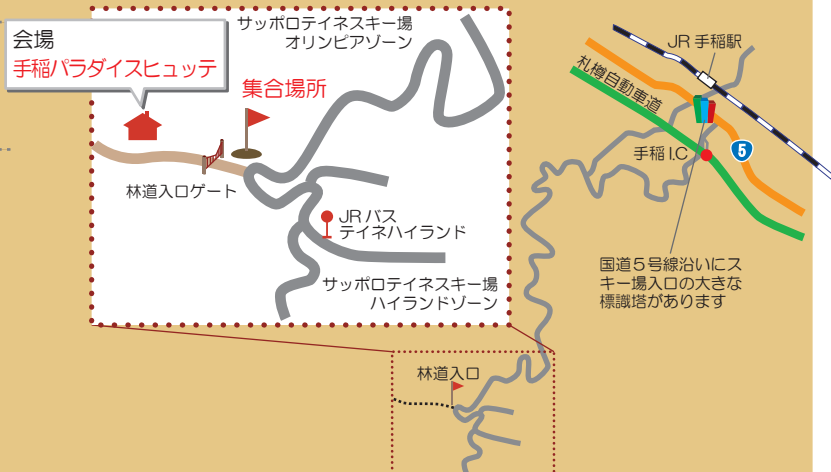 会場
手稲パラダイスヒュッテ
サッポロテイネスキー場
オリンピアゾーン
集合場所
林道入口ゲート
JRバス
テイネハイランド
サッポロテイネスキー場
ハイランドゾーン
JR手稲駅
札樽自動車道
手稲I.C
5
国道５号線沿いにス
キー場入口の大きな
標識塔があります
林道入口